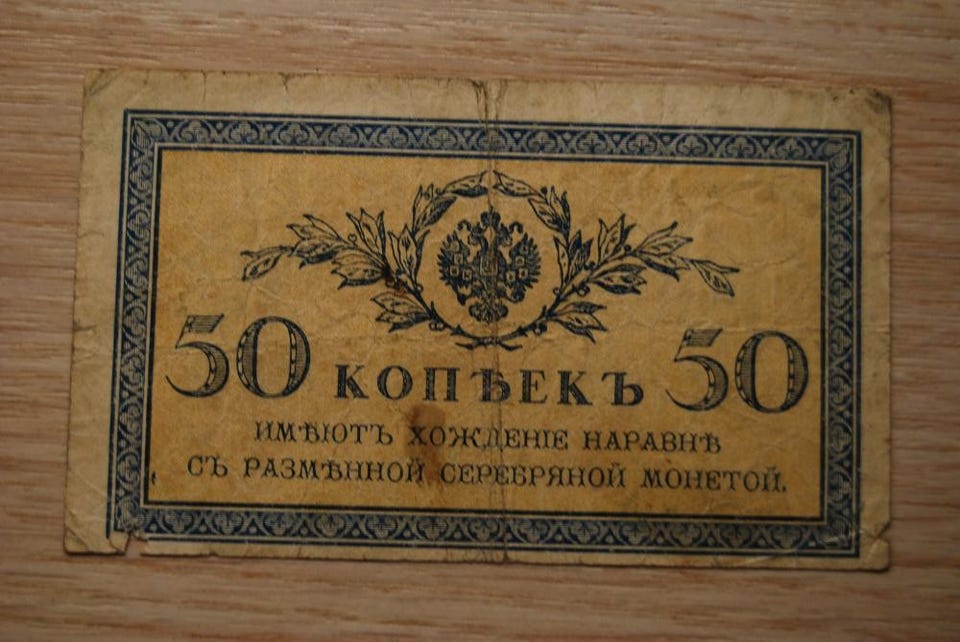 50 КОПѢЕКЪ 50
ИМѢЮТЪ ХОЖДЕНІЕ НАРАВНѢ
СЪ РАЗМѢННОЙ СЕРЕБРЯНОЙ МОНЕТОЙ.